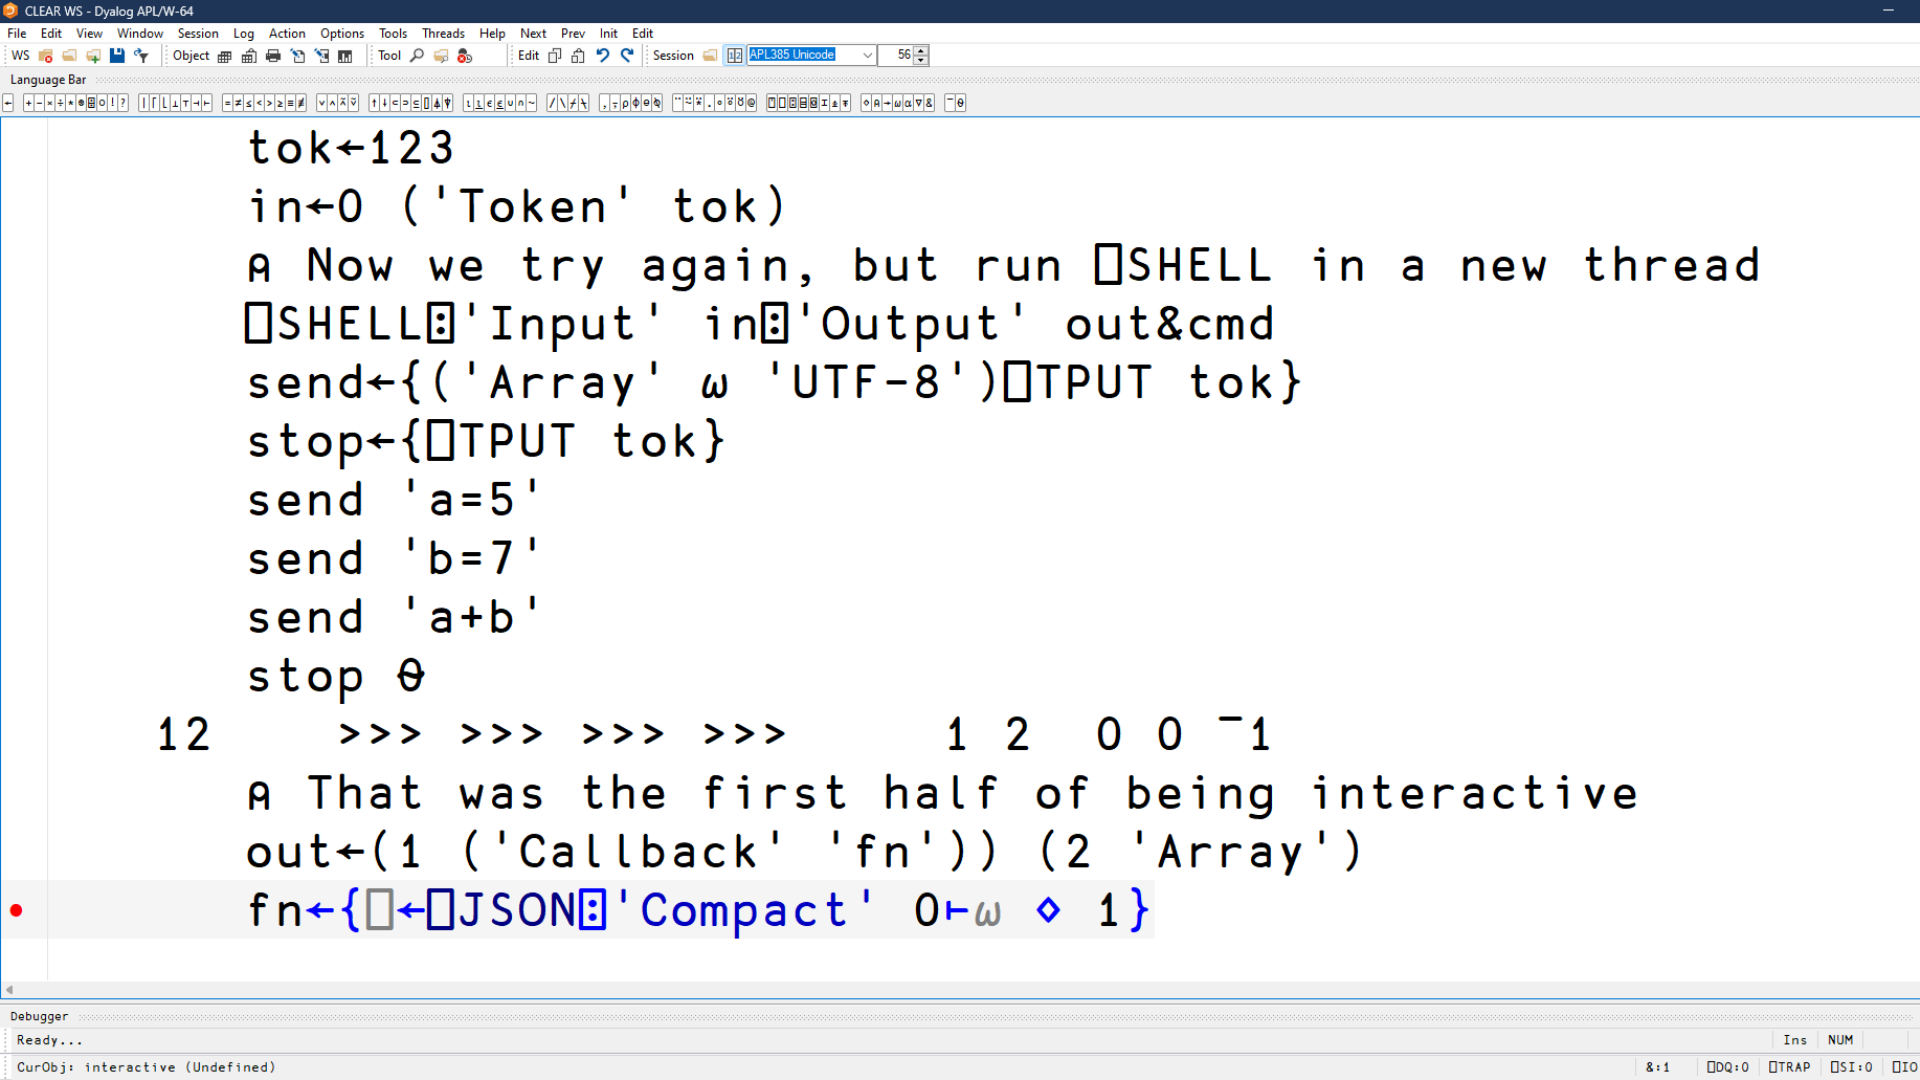 CLEAR WS - Dyalog APL/W-64
File Edit View Window Session Log Action Options Tools Threads Help Next Prev Init Edit
WS Object Tool Edit Session APL385 Unicode 56
Language Bar
tok←123
in←0 ('Token' tok)
⍝ Now we try again, but run ⎕SHELL in a new thread
⎕SHELL⍠'Input' in⍠'Output' out&cmd
send←{('Array' ⍵ 'UTF-8')⎕TPUT tok}
stop←{⎕TPUT tok}
send 'a=5'
send 'b=7'
send 'a+b'
stop ⍬
12 >>> >>> >>> >>> 1 2 0 0 ¯1
⍝ That was the first half of being interactive
out←(1 ('Callback' 'fn')) (2 'Array')
fn←{⎕←⎕JSON⍠'Compact' 0⊢⍵ ⋄ 1}
Debugger
Ready... Ins NUM
CurObj: interactive (Undefined) &:1 ⎕DQ:0 ⎕TRAP ⎕SI:0 ⎕IO